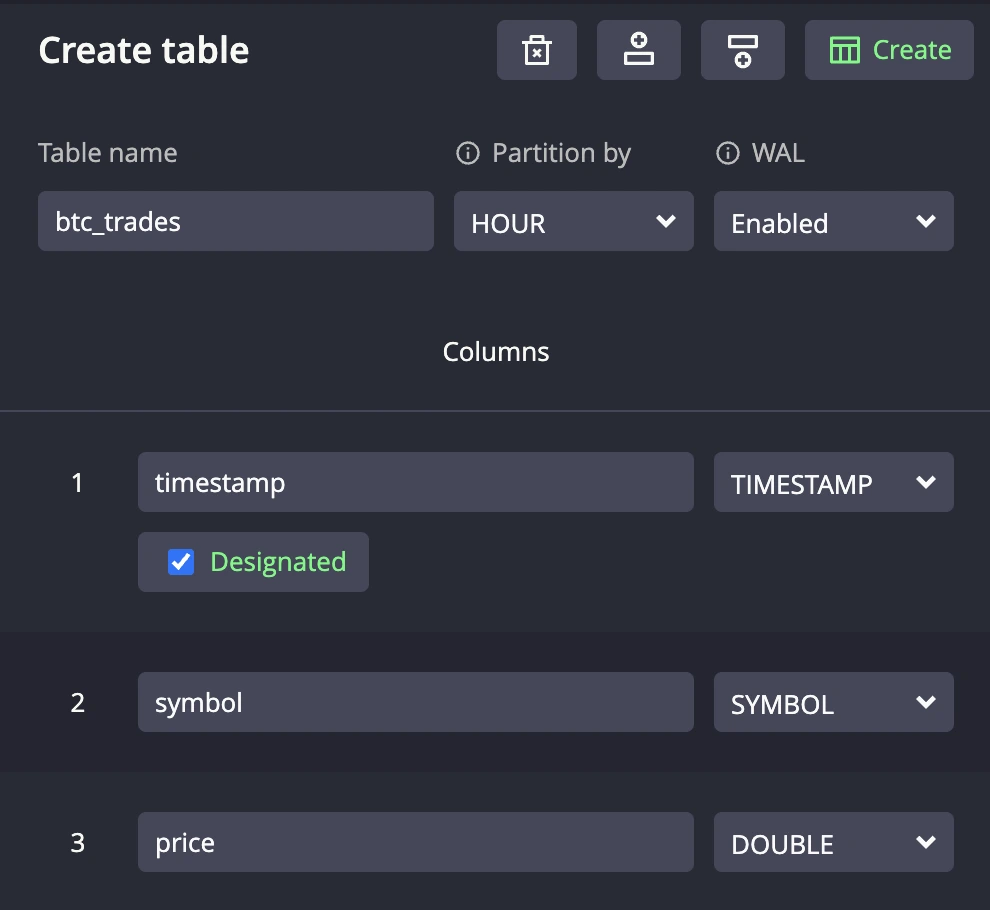 Create table
Create
Table name
Partition by
WAL
btc_trades
HOUR
Enabled
Columns
1
timestamp
TIMESTAMP
Designated
2
symbol
SYMBOL
3
price
DOUBLE